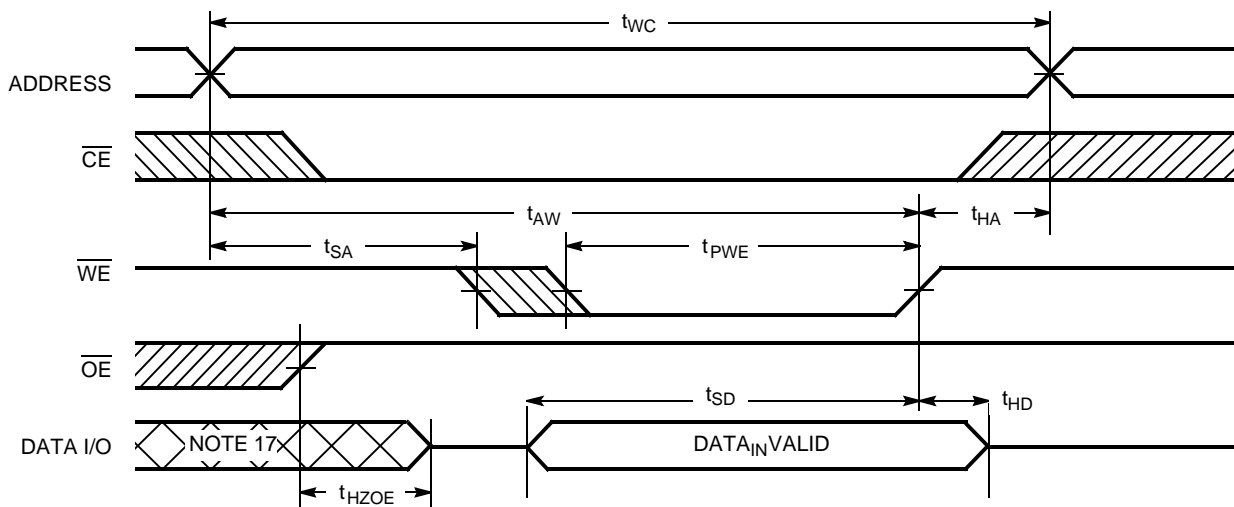 tWC
ADDRESS
CE
tAW
tHA
tSA
tPWE
WE
OE
tSD
tHD
DATA I/O
NOTE 17
DATAINVALID
tHZOE